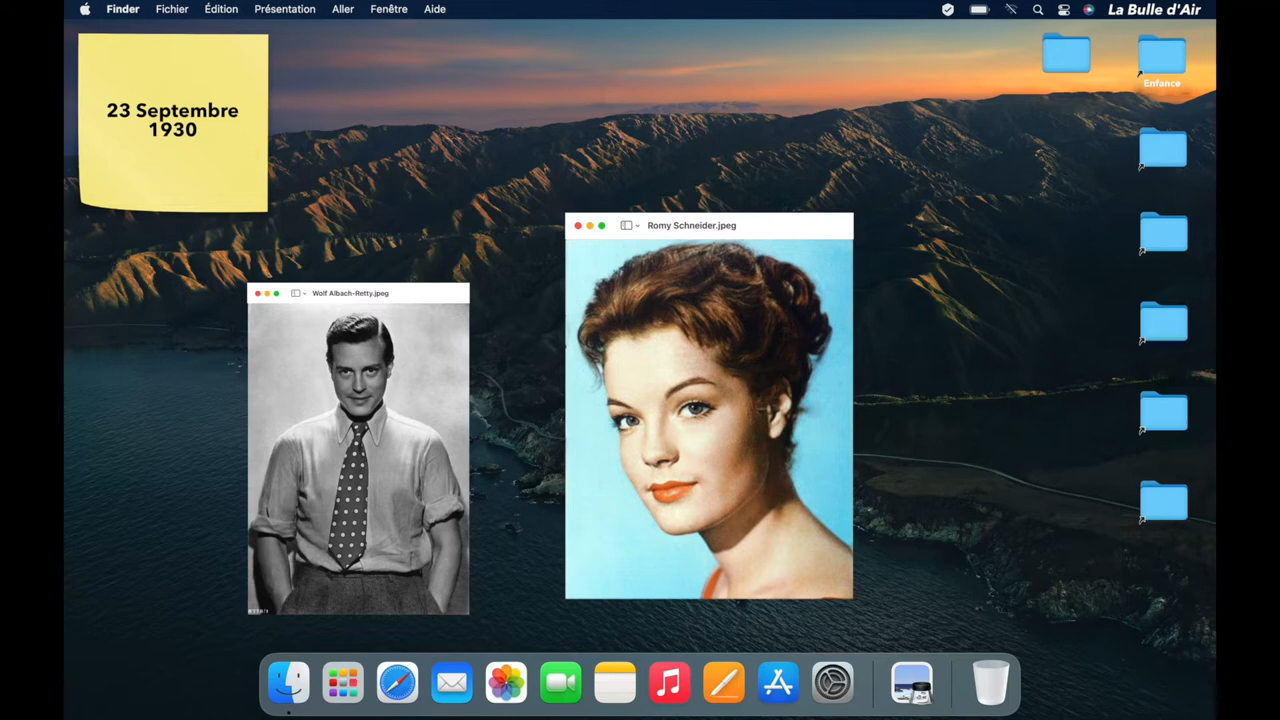 Finder Fichier Édition Présentation Aller Fenêtre Aide
La Bulle d'Air
23 Septembre
1930
Enfance
Romy Schneider.jpeg
Wolf Albach-Retty.jpeg